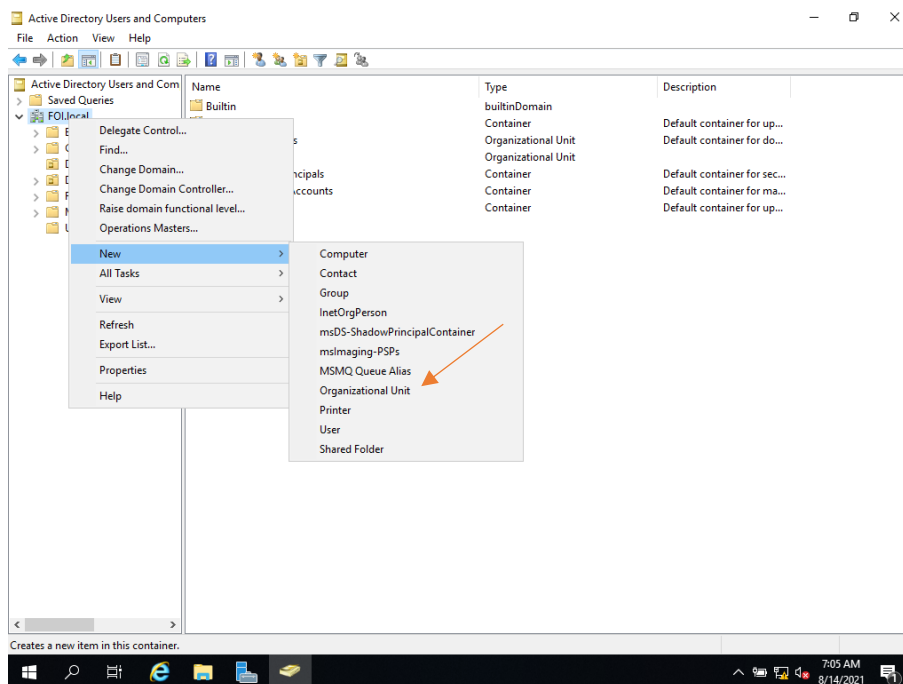 Active Directory Users and Computers
File Action View Help
Active Directory Users and Com
Saved Queries
FOI.local
Name Type Description
Builtin builtinDomain
Container Default container for up...
Organizational Unit Default container for do...
Organizational Unit
ncipals Container Default container for sec...
ccounts Container Default container for ma...
Container Default container for up...
Delegate Control...
Find...
Change Domain...
Change Domain Controller...
Raise domain functional level...
Operations Masters...
New
All Tasks
View
Refresh
Export List...
Properties
Help
Computer
Contact
Group
InetOrgPerson
msDS-ShadowPrincipalContainer
msImaging-PSPs
MSMQ Queue Alias
Organizational Unit
Printer
User
Shared Folder
Creates a new item in this container.
7:05 AM
8/14/2021
1